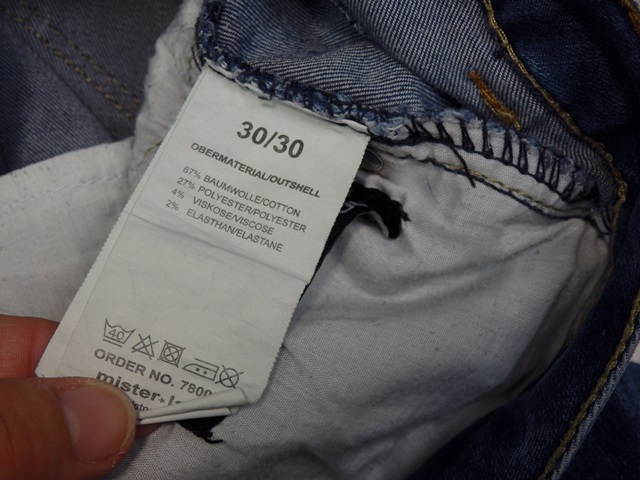 30/30
OBERMATERIAL/OUTSHELL
67% BAUMWOLLE/COTTON
27% POLYESTER/POLYESTER
4% VISKOSE/VISCOSE
2% ELASTHAN/ELASTANE
40
ORDER NO. 7800
mister